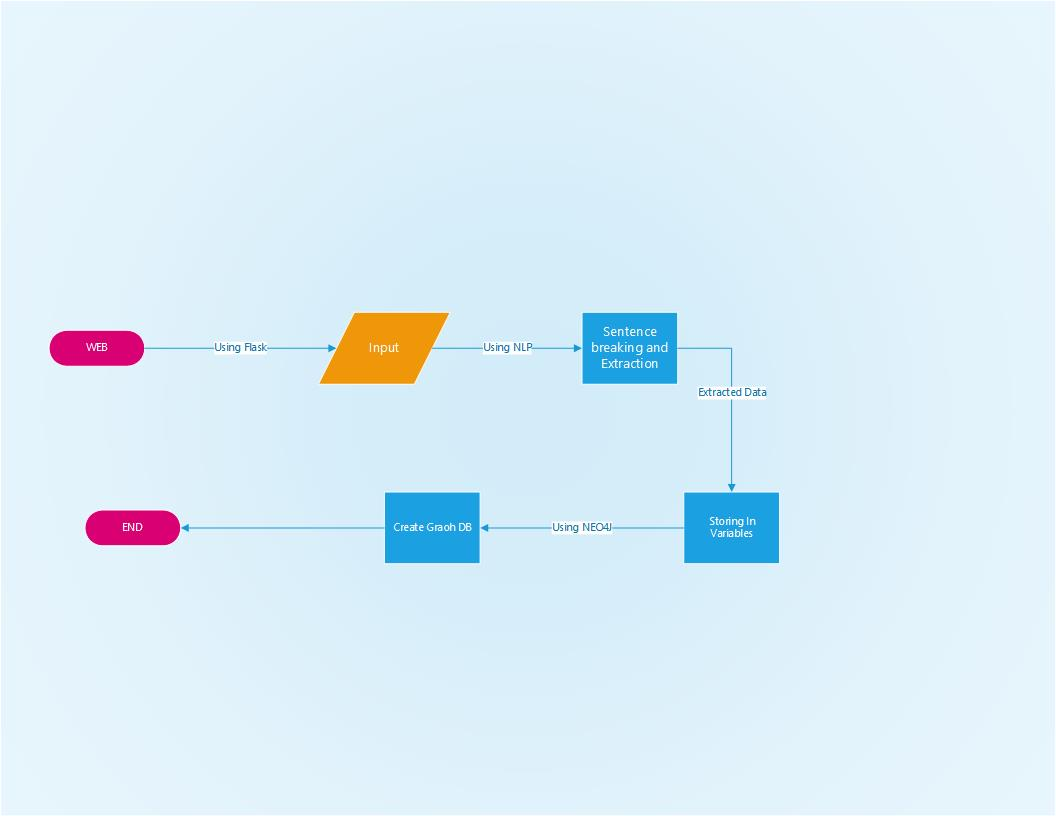 WEB
Using Flask
Input
Using NLP
Sentence
breaking and
Extraction
Extracted Data
Storing In
Variables
Using NEO4J
Create Graph DB
END